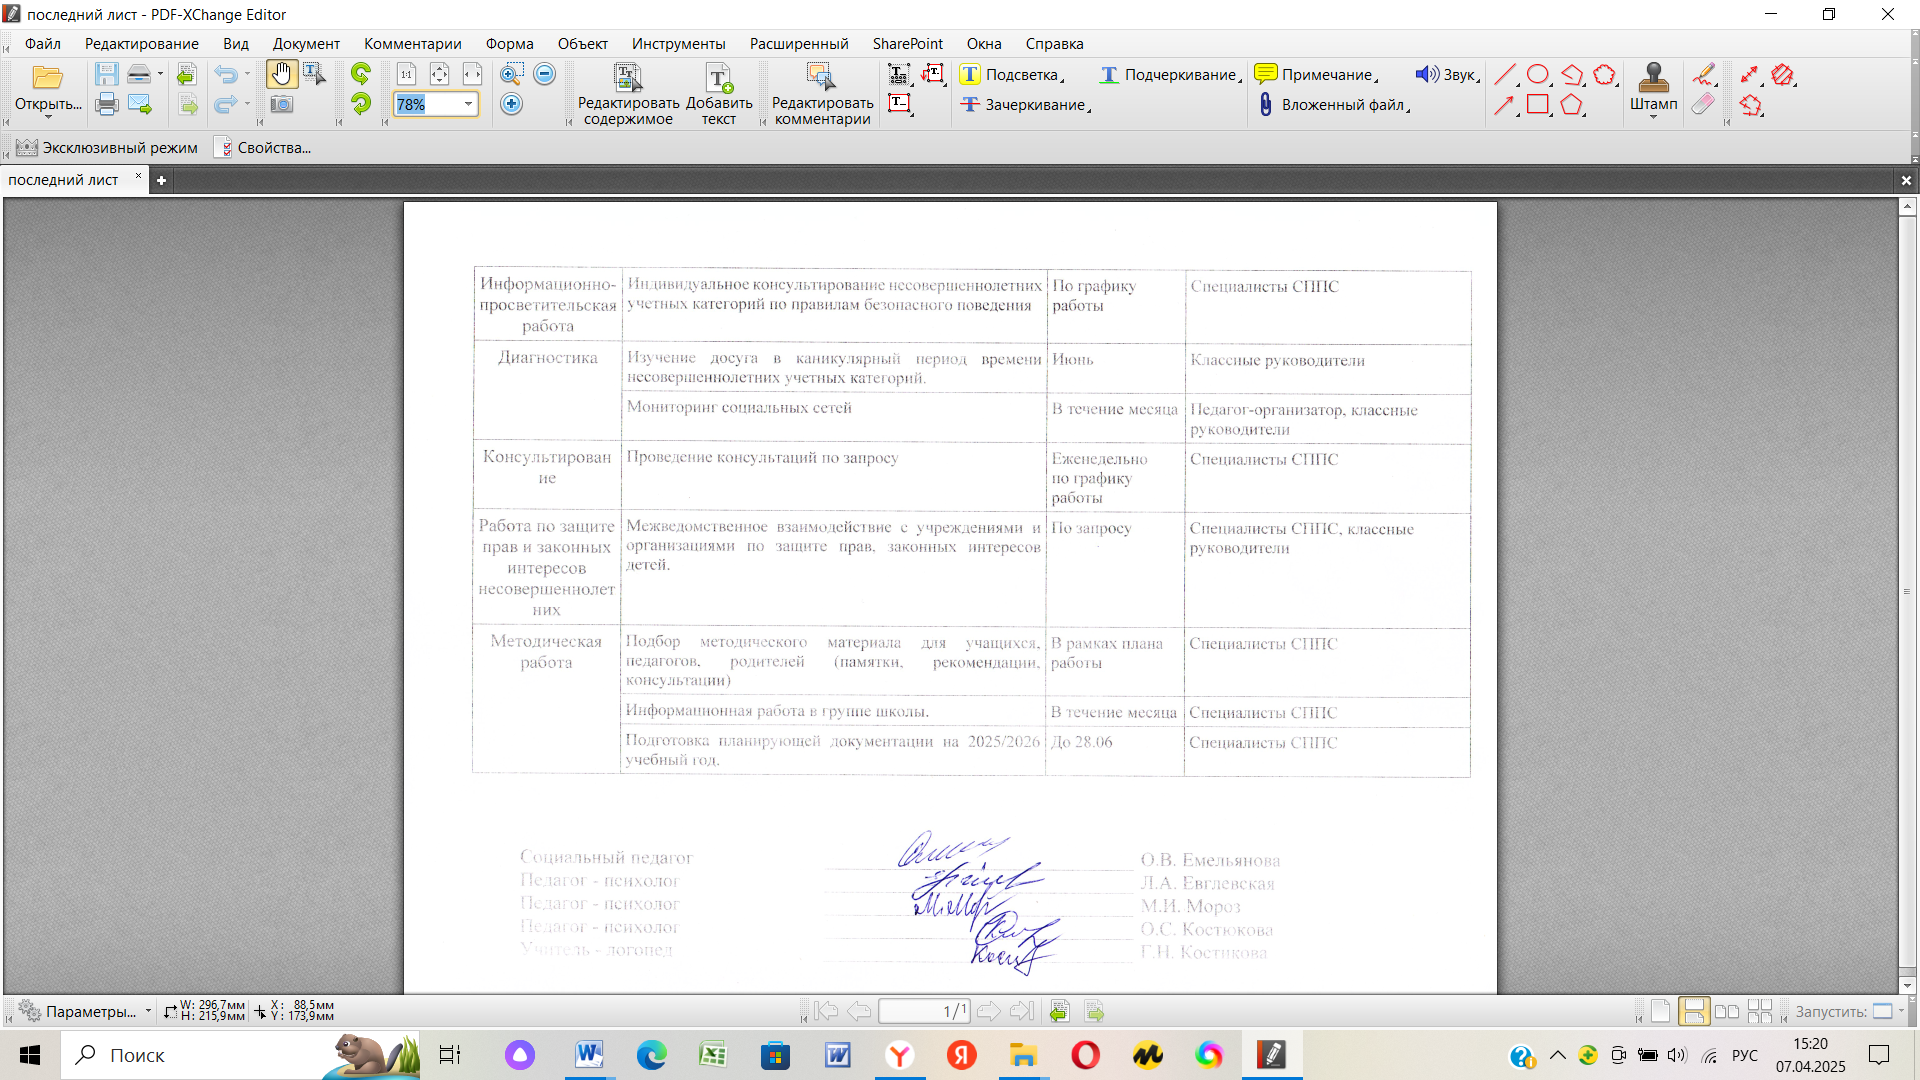 последний лист - PDF-XChange Editor
Файл Редактирование Вид Документ Комментарии Форма Объект Инструменты Расширенный SharePoint Окна Справка
Открыть...
78%
Редактировать содержимое
Добавить текст
Редактировать комментарии
Подсветка
Зачеркивание
Подчеркивание
Примечание
Вложенный файл
Звук
Штамп
Эксклюзивный режим Свойства...
последний лист
Информационно-просветительская работа
Индивидуальное консультирование несовершеннолетних
учетных категорий по правилам безопасного поведения
По графику
работы
Специалисты СППС
Диагностика
Изучение досуга в каникулярный период времени
несовершеннолетних учетных категорий.
Июнь
Классные руководители
Мониторинг социальных сетей
В течение месяца
Педагог-организатор, классные
руководители
Консультирован
ие
Проведение консультаций по запросу
Еженедельно
по графику
работы
Специалисты СППС
Работа по защите
прав и законных
интересов
несовершеннолет
них
Межведомственное взаимодействие с учреждениями и
организациями по защите прав, законных интересов
детей.
По запросу
Специалисты СППС, классные
руководители
Методическая
работа
Подбор методического материала для учащихся,
педагогов, родителей (памятки, рекомендации,
консультации)
В рамках плана
работы
Специалисты СППС
Информационная работа в группе школы.
В течение месяца
Специалисты СППС
Подготовка планирующей документации на 2025/2026
учебный год.
До 28.06
Специалисты СППС
Социальный педагог О.В. Емельянова
Педагог - психолог Л.А. Евглевская
Педагог - психолог М.И. Мороз
Педагог - психолог О.С. Костюкова
Учитель - логопед Г.Н. Костикова
Параметры...
W: 296,7мм
H: 215,9мм
X: 88,5мм
Y: 173,9мм
1/1
Запустить:
Поиск
РУС
15:20
07.04.2025